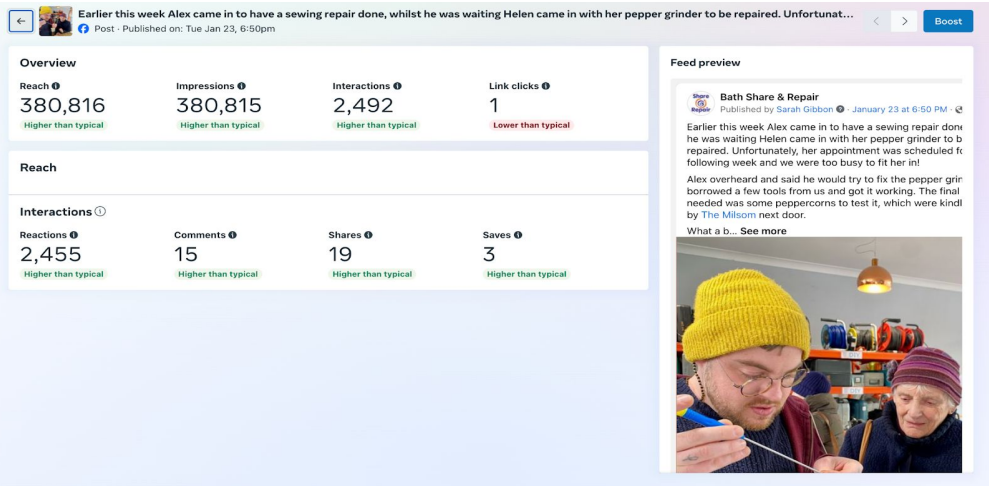 Earlier this week Alex came in to have a sewing repair done, whilst he was waiting Helen came in with her pepper grinder to be repaired. Unfortunat...
Post · Published on: Tue Jan 23, 6:50pm
Boost
Overview
Reach
Impressions
Interactions
Link clicks
380,816
380,815
2,492
1
Higher than typical
Higher than typical
Higher than typical
Lower than typical
Reach
Interactions
Reactions
Comments
Shares
Saves
2,455
15
19
3
Higher than typical
Higher than typical
Higher than typical
Higher than typical
Feed preview
Share & Repair
Bath Share & Repair
Published by Sarah Gibbon · January 23 at 6:50 PM ·
Earlier this week Alex came in to have a sewing repair done
he was waiting Helen came in with her pepper grinder to b
repaired. Unfortunately, her appointment was scheduled fo
following week and we were too busy to fit her in!
Alex overheard and said he would try to fix the pepper grin
borrowed a few tools from us and got it working. The final
needed was some peppercorns to test it, which were kindl
by The Milsom next door.
What a b... See more